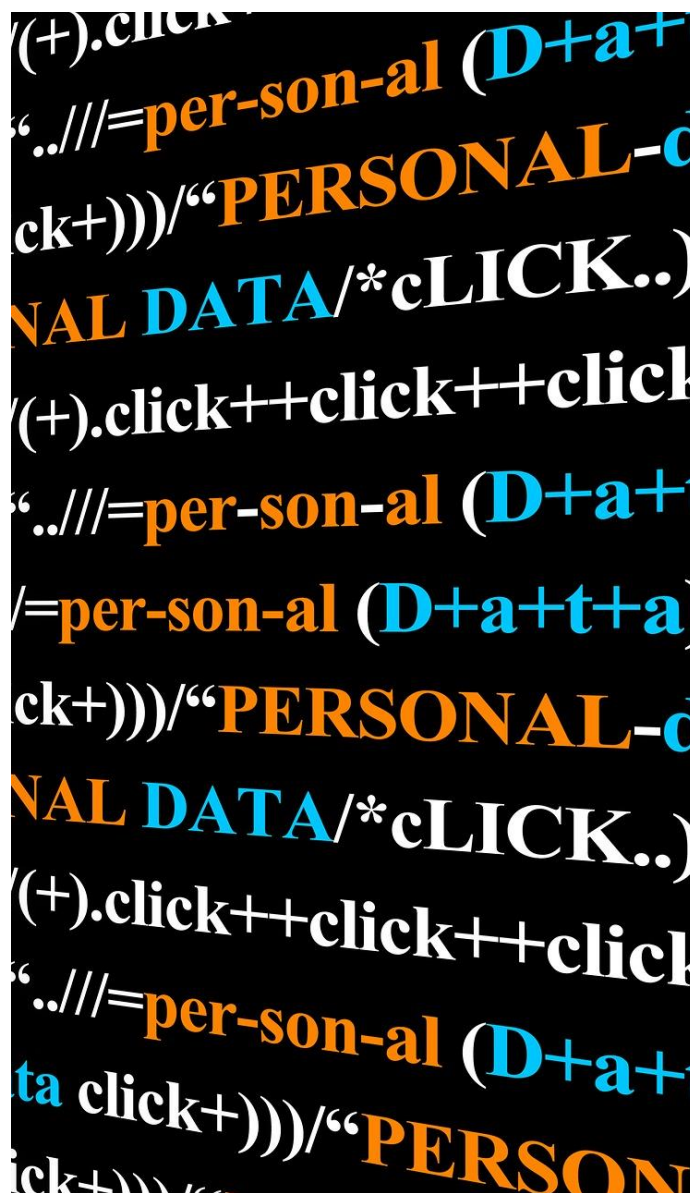 /(+).click+
“..///=per-son-al (D+a+
ck+)))/“PERSONAL-d
NAL DATA/*cLICK..)
/(+).click++click++click
“..///=per-son-al (D+a+t
/=per-son-al (D+a+t+a)
ck+)))/“PERSONAL-d
NAL DATA/*cLICK..)
/(+).click++click++click
“..///=per-son-al (D+a+t
ta click+)))/“PERSON
ick+)))/“